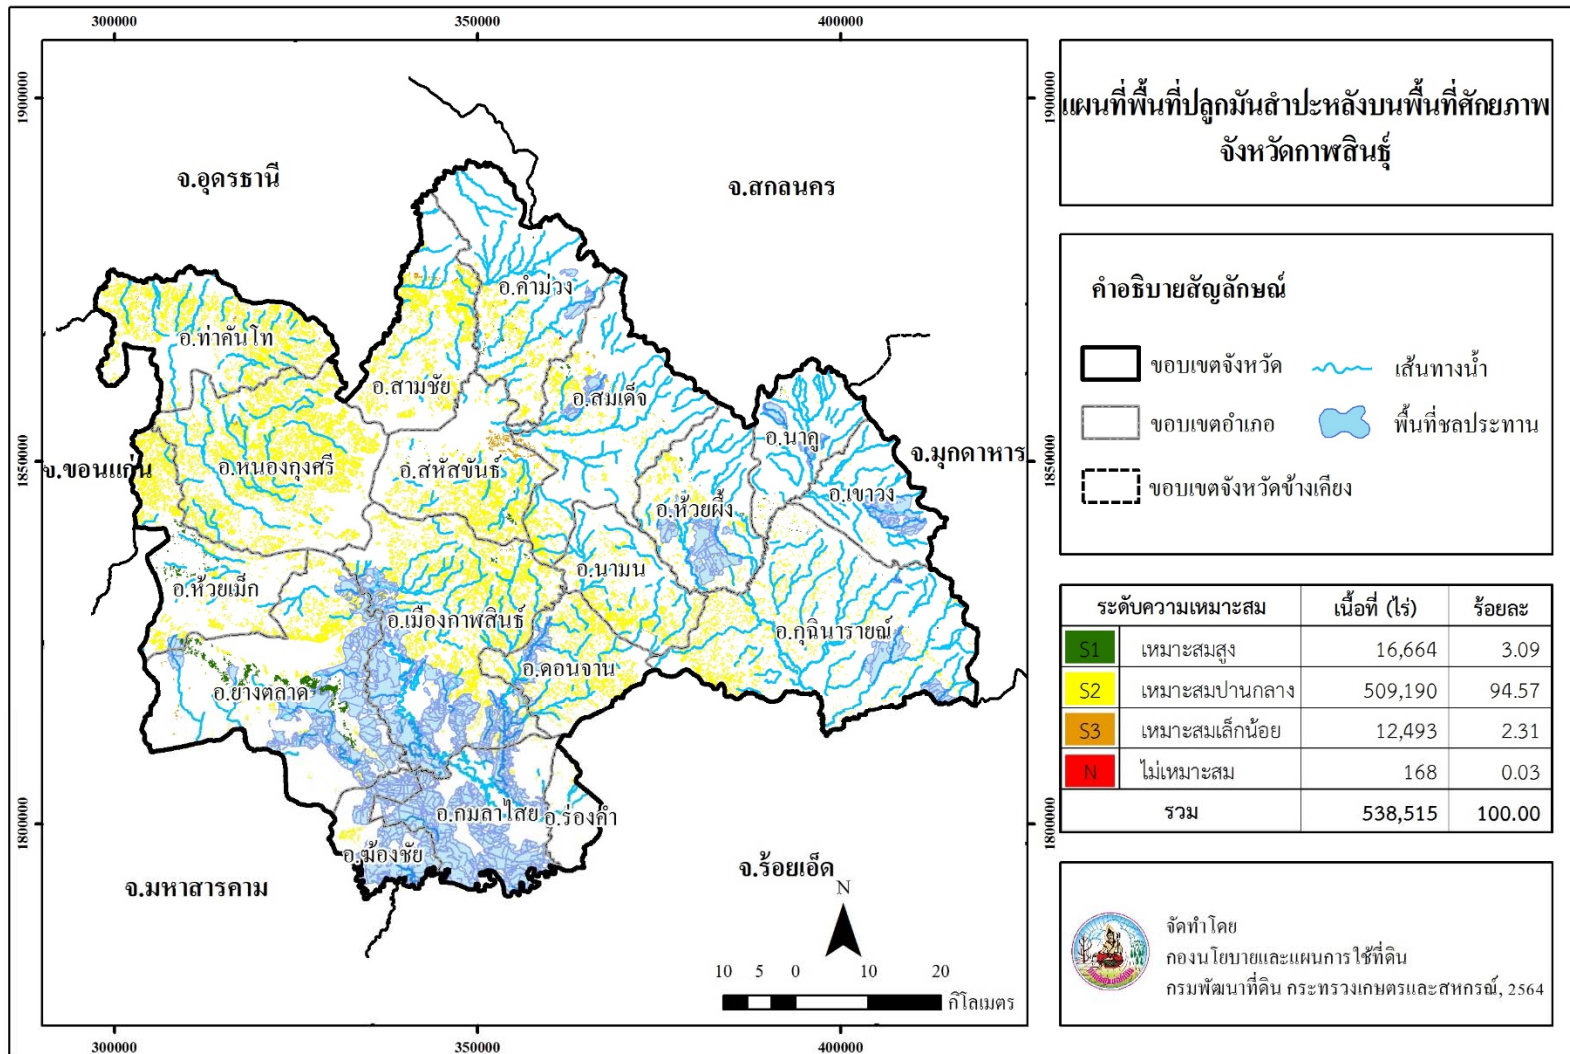 300000 350000 400000
1900000 1900000
1850000 1850000
1800000 1800000
จ.อุดรธานี
จ.สกลนคร
จ.ขอนแก่น
จ.มุกดาหาร
จ.มหาสารคาม
จ.ร้อยเอ็ด
อ.คำม่วง
อ.ท่าคันโท
อ.สามชัย
อ.สมเด็จ
อ.นาคู
อ.หนองกุงศรี
อ.สหัสขันธ์
อ.เขาวง
อ.ห้วยผึ้ง
อ.ห้วยเม็ก
อ.นามน
อ.เมืองกาฬสินธุ์
อ.กุฉินารายณ์
อ.ดอนจาน
อ.ยางตลาด
อ.กมลาไสย
อ.ร่องคำ
อ.ฆ้องชัย
N
10 5 0 10 20
กิโลเมตร
300000 350000 400000
แผนที่พื้นที่ปลูกมันสำปะหลังบนพื้นที่ศักยภาพ
จังหวัดกาฬสินธุ์
คำอธิบายสัญลักษณ์
ขอบเขตจังหวัด เส้นทางน้ำ
ขอบเขตอำเภอ พื้นที่ชลประทาน
ขอบเขตจังหวัดข้างเคียง
ระดับความเหมาะสม เนื้อที่ (ไร่) ร้อยละ
S1 เหมาะสมสูง 16,664 3.09
S2 เหมาะสมปานกลาง 509,190 94.57
S3 เหมาะสมเล็กน้อย 12,493 2.31
N ไม่เหมาะสม 168 0.03
รวม 538,515 100.00
จัดทำโดย
กองนโยบายและแผนการใช้ที่ดิน
กรมพัฒนาที่ดิน กระทรวงเกษตรและสหกรณ์, 2564